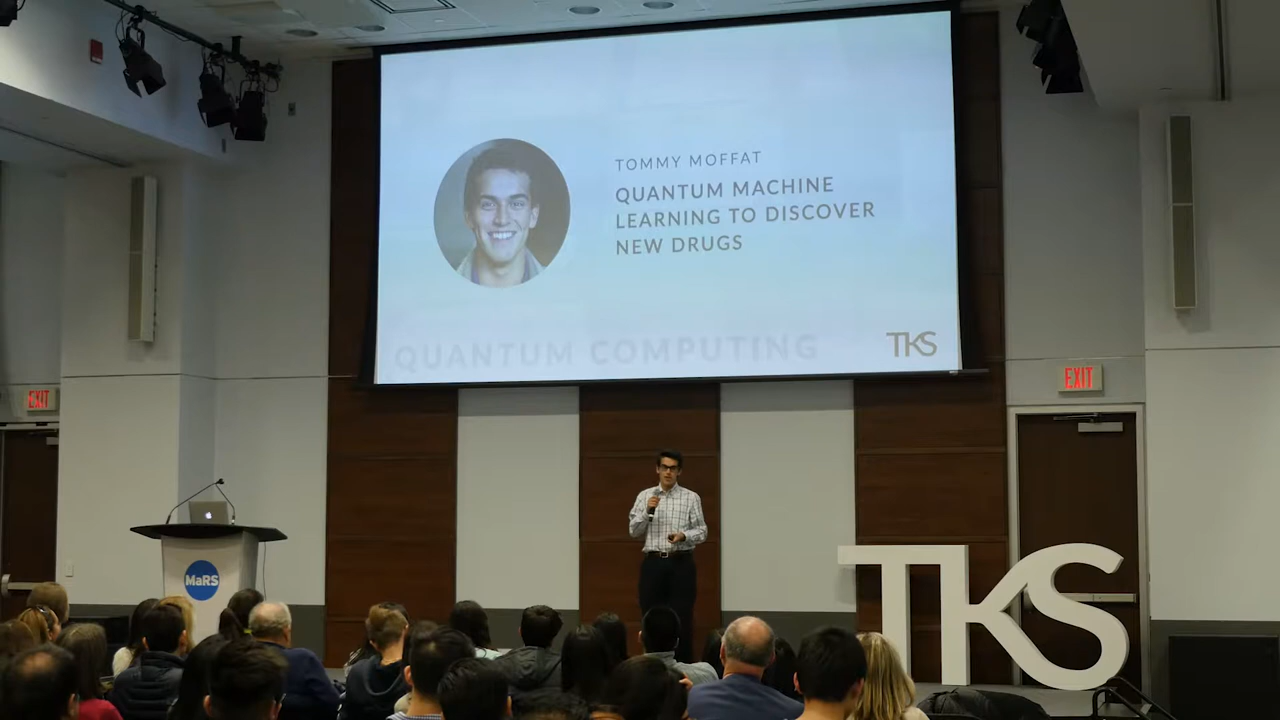 TOMMY MOFFAT
QUANTUM MACHINE
LEARNING TO DISCOVER
NEW DRUGS
QUANTUM COMPUTING
TKS
EXIT
EXIT
MaRS
TKS